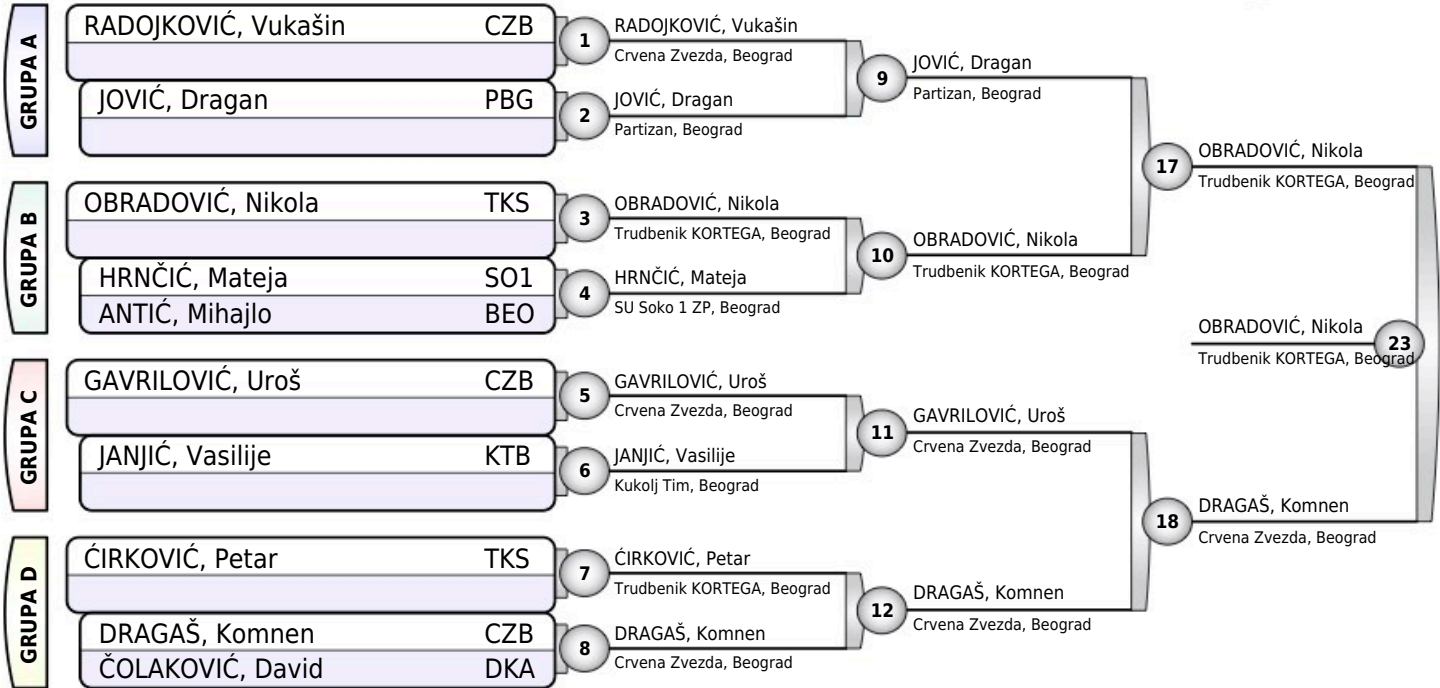 GRUPA A
RADOJKOVIĆ, Vukašin CZB
JOVIĆ, Dragan PBG
1
RADOJKOVIĆ, Vukašin
Crvena Zvezda, Beograd
2
JOVIĆ, Dragan
Partizan, Beograd
9
JOVIĆ, Dragan
Partizan, Beograd
GRUPA B
OBRADOVIĆ, Nikola TKS
HRNČIĆ, Mateja SO1
ANTIĆ, Mihajlo BEO
3
OBRADOVIĆ, Nikola
Trudbenik KORTEGA, Beograd
4
HRNČIĆ, Mateja
SU Soko 1 ZP, Beograd
10
OBRADOVIĆ, Nikola
Trudbenik KORTEGA, Beograd
17
OBRADOVIĆ, Nikola
Trudbenik KORTEGA, Beograd
GRUPA C
GAVRILOVIĆ, Uroš CZB
JANJIĆ, Vasilije KTB
5
GAVRILOVIĆ, Uroš
Crvena Zvezda, Beograd
6
JANJIĆ, Vasilije
Kukolj Tim, Beograd
11
GAVRILOVIĆ, Uroš
Crvena Zvezda, Beograd
GRUPA D
ĆIRKOVIĆ, Petar TKS
DRAGAŠ, Komnen CZB
ČOLAKOVIĆ, David DKA
7
ĆIRKOVIĆ, Petar
Trudbenik KORTEGA, Beograd
8
DRAGAŠ, Komnen
Crvena Zvezda, Beograd
12
DRAGAŠ, Komnen
Crvena Zvezda, Beograd
18
DRAGAŠ, Komnen
Crvena Zvezda, Beograd
OBRADOVIĆ, Nikola
23
Trudbenik KORTEGA, Beograd